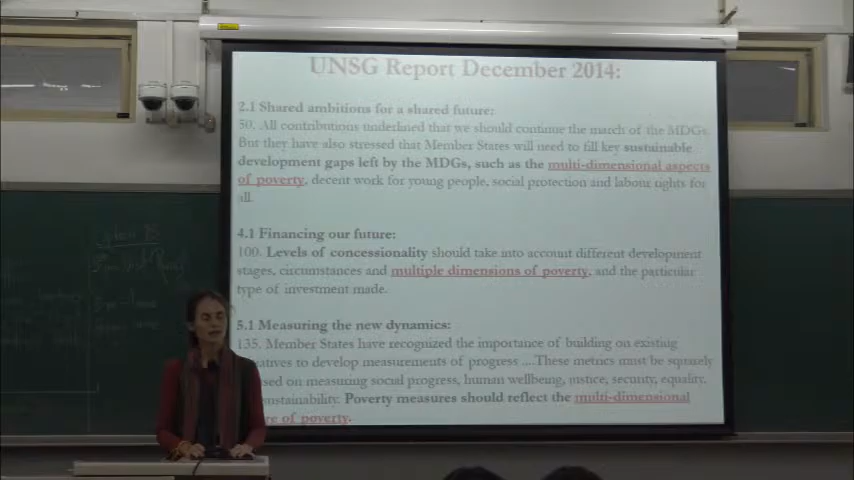 UNSG Report December 2014:
2.1 Shared ambitions for a shared future:
50. All contributions underlined that we should continue the march of the MDGs.
But they have also stressed that Member States will need to fill key sustainable
development gaps left by the MDGs, such as the multi-dimensional aspects
of poverty, decent work for young people, social protection and labour rights for
all.
4.1 Financing our future:
100. Levels of concessionality should take into account different development
stages, circumstances and multiple dimensions of poverty, and the particular
type of investment made.
5.1 Measuring the new dynamics:
135. Member States have recognized the importance of building on existing
atives to develop measurements of progress ....These metrics must be squarely
sed on measuring social progress, human wellbeing, justice, security, equality,
ustainability. Poverty measures should reflect the multi-dimensional
re of poverty.